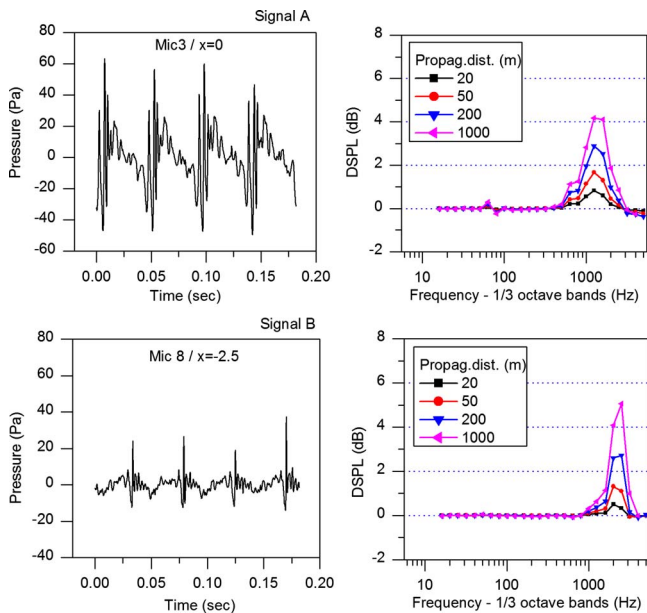 Signal A
Mic3 / x=0
Pressure (Pa)
80
60
40
20
0
-20
-40
-60
0.00 0.05 0.10 0.15 0.20
Time (sec)
DSPL (dB)
8
6
4
2
0
-2
Propag.dist. (m)
20
50
200
1000
10 100 1000
Frequency - 1/3 octave bands (Hz)
Signal B
Mic 8 / x=-2.5
Pressure (Pa)
80
60
40
20
0
-20
-40
0.00 0.05 0.10 0.15 0.20
Time (sec)
DSPL (dB)
8
6
4
2
0
-2
Propag.dist. (m)
20
50
200
1000
10 100 1000
Frequency - 1/3 octave bands (Hz)